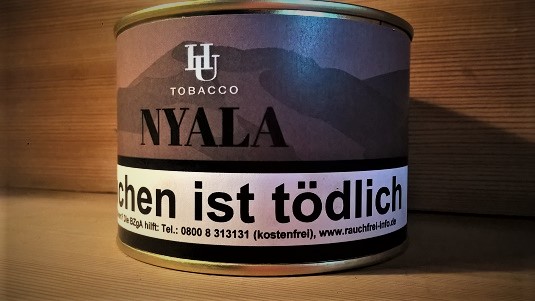 HU
TOBACCO
NYALA
chen ist tödlich
die BZgA hilft: Tel.: 0800 8 313131 (kostenfrei), www.rauchfrei-info.de